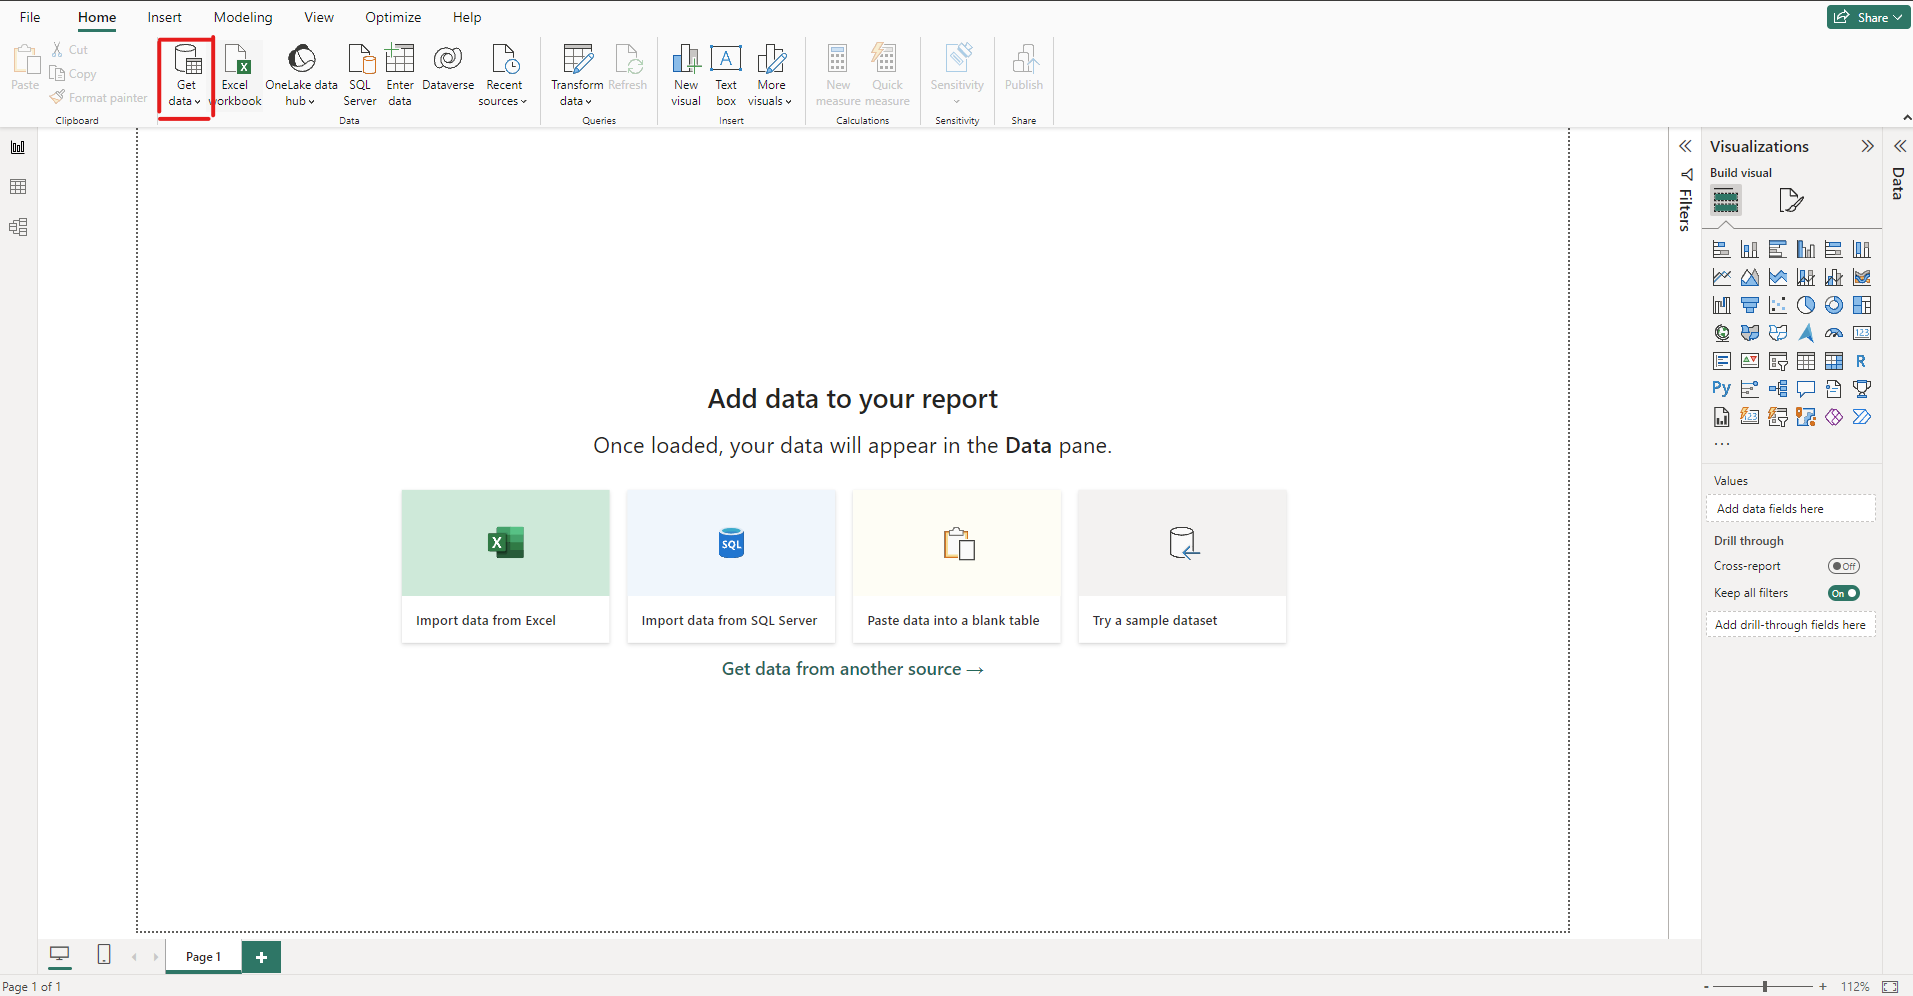 File Home Insert Modeling View Optimize Help
Share
Paste
Cut
Copy
Format painter
Clipboard
Get
data
Excel
workbook
OneLake data
hub
SQL
Server
Enter
data
Dataverse
Recent
sources
Data
Transform
data
Refresh
Queries
New
visual
A
Text
box
More
visuals
Insert
New
measure
Quick
measure
Calculations
Sensitivity
Sensitivity
Publish
Share
Filters
Visualizations
Build visual
123
R
Py
123
...
Values
Add data fields here
Drill through
Cross-report
Off
Keep all filters
On
Add drill-through fields here
Data
Add data to your report
Once loaded, your data will appear in the Data pane.
X
Import data from Excel
SQL
Import data from SQL Server
Paste data into a blank table
Try a sample dataset
Get data from another source →
Page 1
+
Page 1 of 1
- + 112%